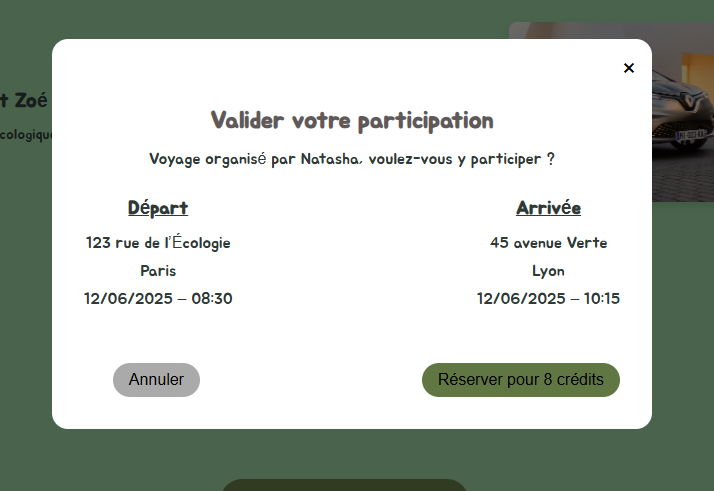 t Zoé
cologiqu
×
Valider votre participation
Voyage organisé par Natasha, voulez-vous y participer ?
Départ
Arrivée
123 rue de l'Écologie
45 avenue Verte
Paris
Lyon
12/06/2025 – 08:30
12/06/2025 – 10:15
Annuler
Réserver pour 8 crédits